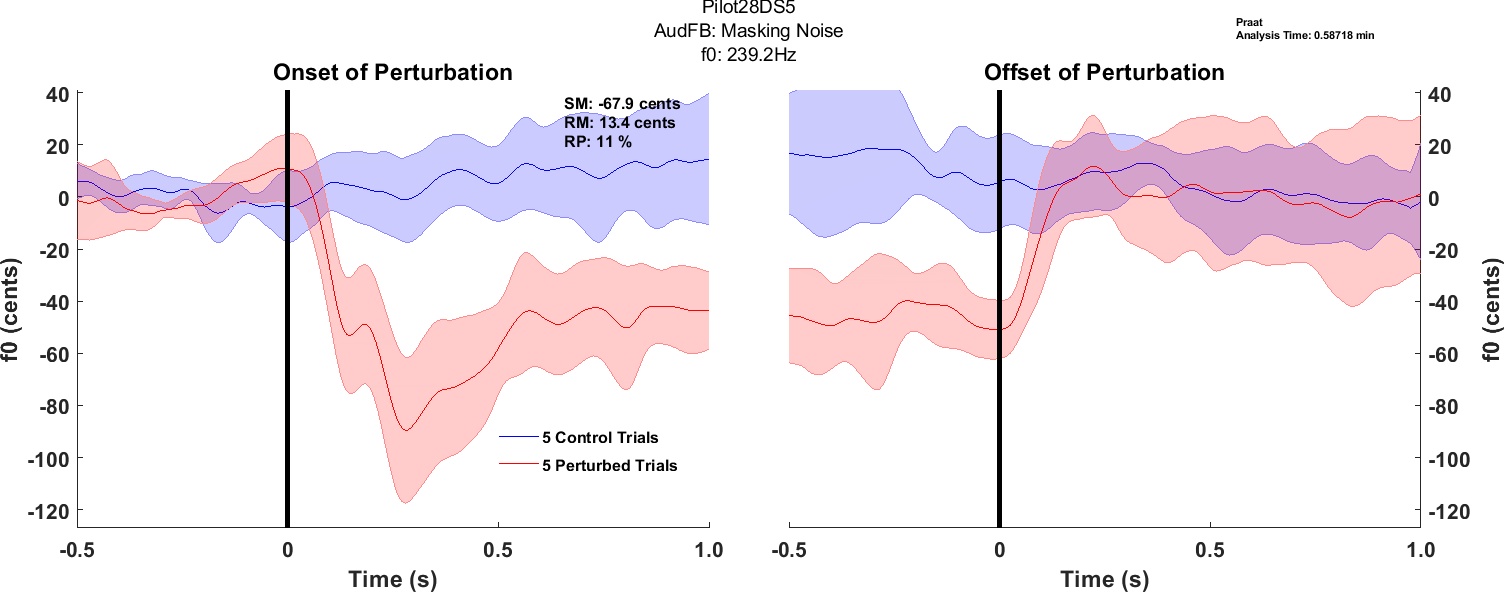 Pilot28DS5
AudFB: Masking Noise
f0: 239.2Hz
Praat
Analysis Time: 0.58718 min
Onset of Perturbation
SM: -67.9 cents
RM: 13.4 cents
RP: 11 %
40
20
0
-20
-40
-60
-80
-100
-120
f0 (cents)
5 Control Trials
5 Perturbed Trials
-0.5 0 0.5 1.0
Time (s)
Offset of Perturbation
40
20
0
-20
-40
-60
-80
-100
-120
f0 (cents)
-0.5 0 0.5 1.0
Time (s)